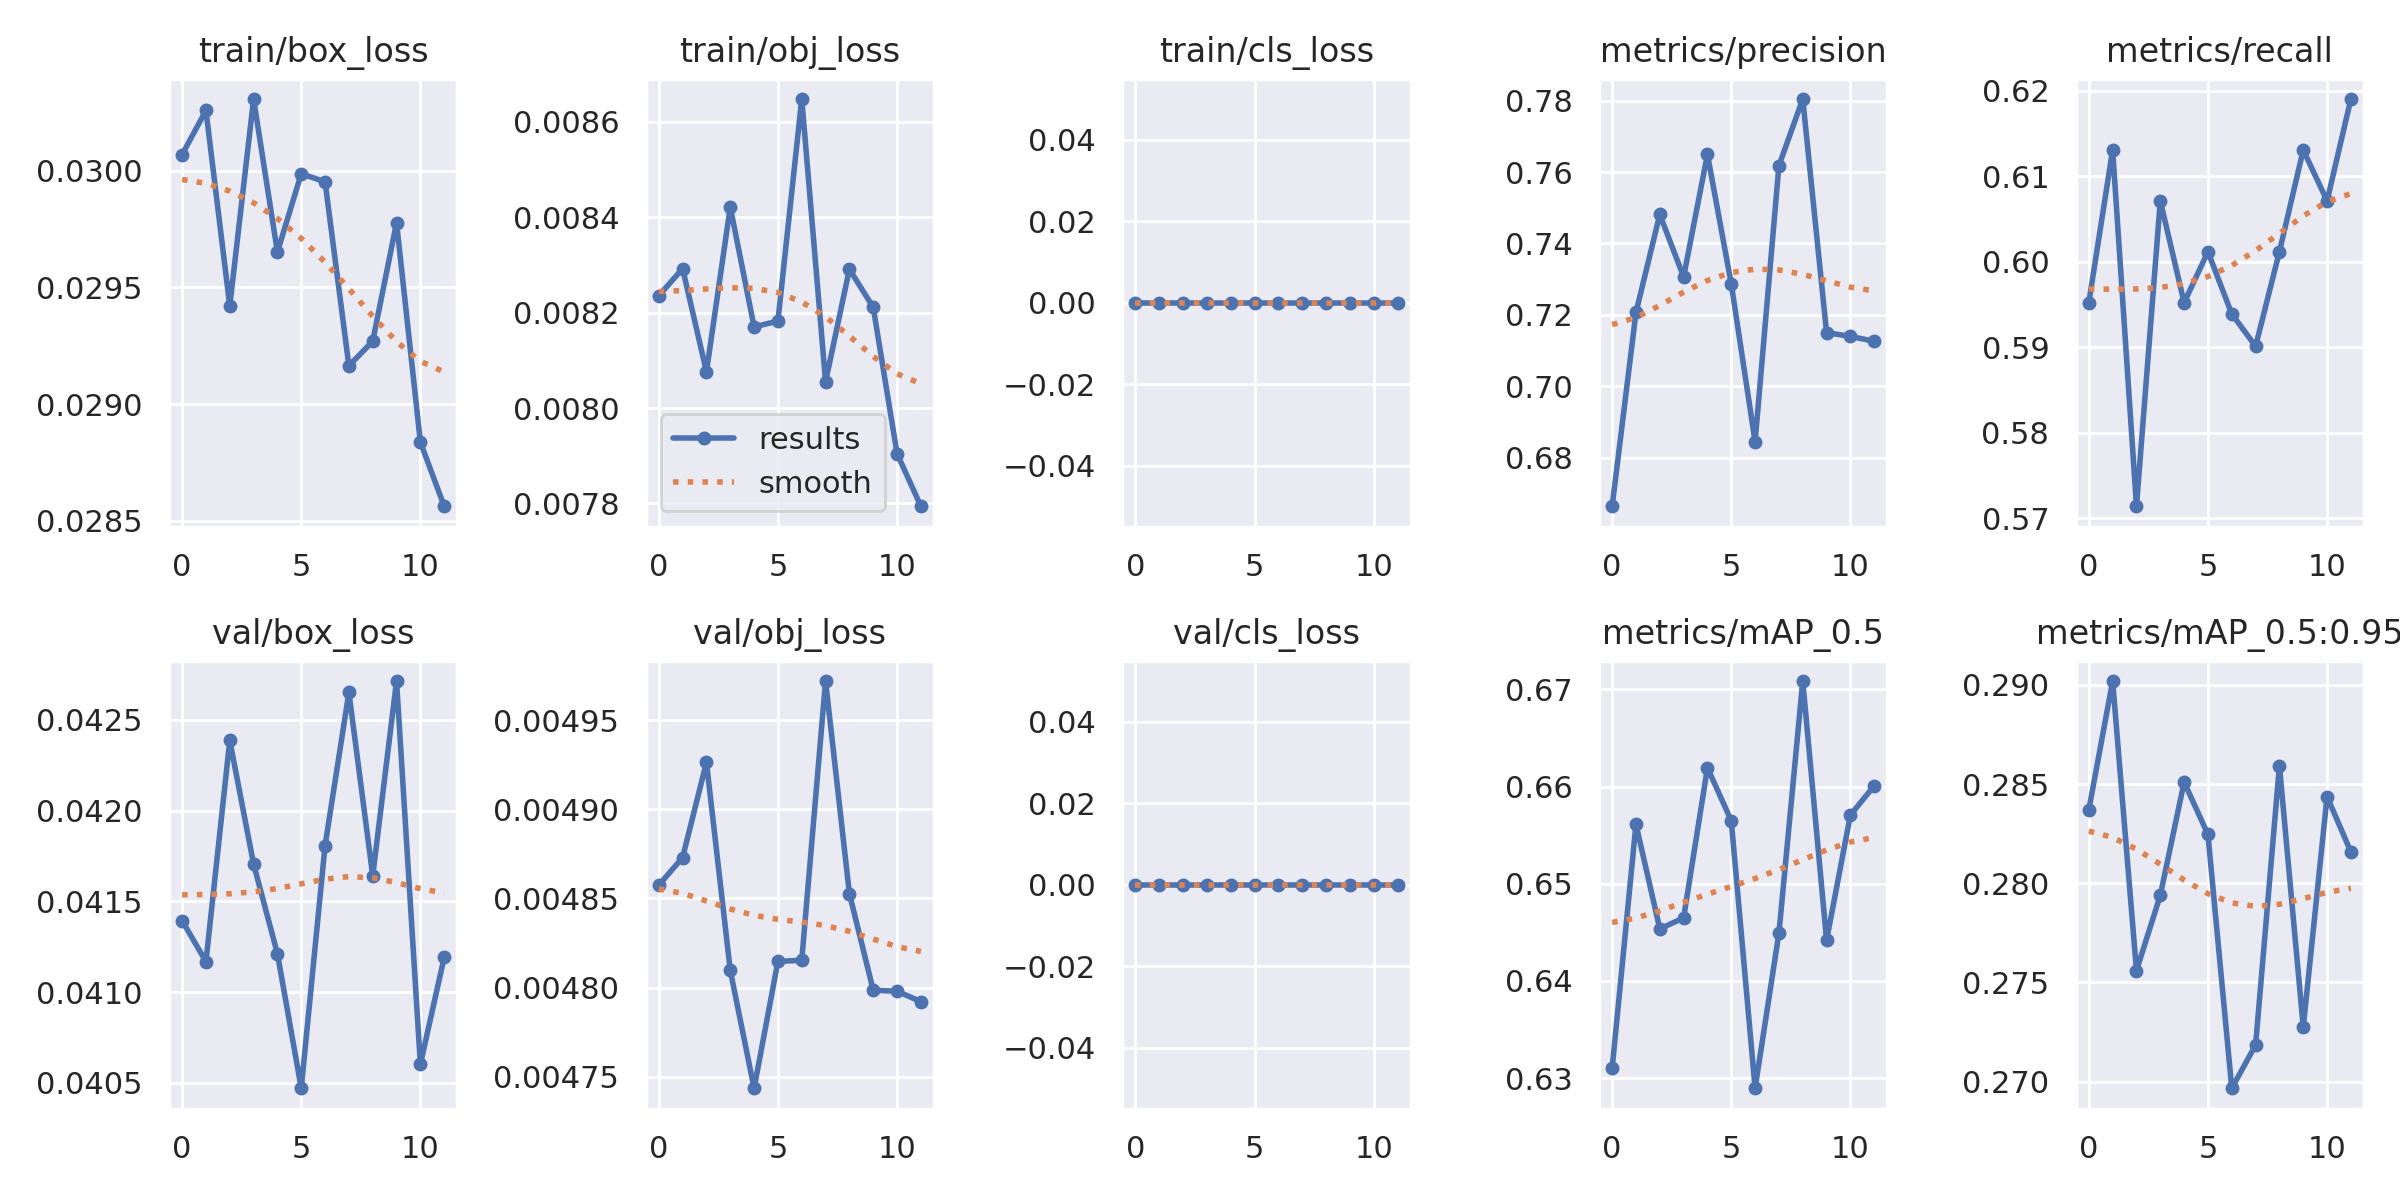 train/box_loss
train/obj_loss
train/cls_loss
metrics/precision
metrics/recall
0.0300
0.0295
0.0290
0.0285
0 5 10
0.0086
0.0084
0.0082
0.0080
0.0078
results
smooth
0 5 10
0.04
0.02
0.00
−0.02
−0.04
0 5 10
0.78
0.76
0.74
0.72
0.70
0.68
0 5 10
0.62
0.61
0.60
0.59
0.58
0.57
0 5 10
val/box_loss
val/obj_loss
val/cls_loss
metrics/mAP_0.5
metrics/mAP_0.5:0.95
0.0425
0.0420
0.0415
0.0410
0.0405
0 5 10
0.00495
0.00490
0.00485
0.00480
0.00475
0 5 10
0.04
0.02
0.00
−0.02
−0.04
0 5 10
0.67
0.66
0.65
0.64
0.63
0 5 10
0.290
0.285
0.280
0.275
0.270
0 5 10